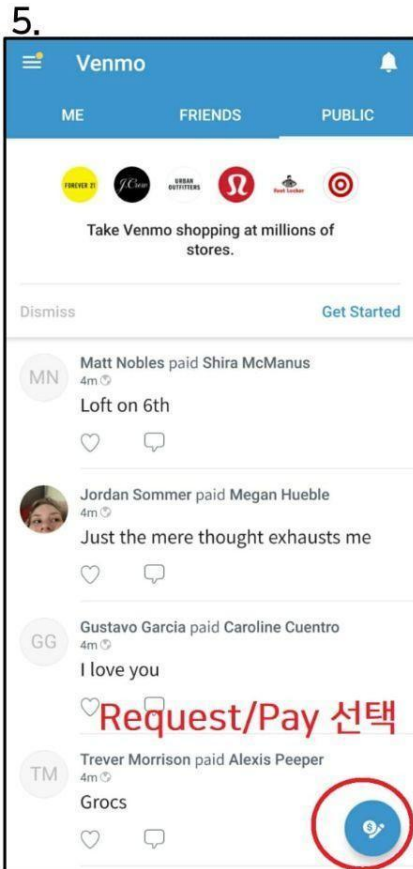 5.
Venmo
ME FRIENDS PUBLIC
FOREVER 21 J.Crew URBAN OUTFITTERS Foot Locker
Take Venmo shopping at millions of
stores.
Dismiss Get Started
MN Matt Nobles paid Shira McManus
4m
Loft on 6th
Jordan Sommer paid Megan Hueble
4m
Just the mere thought exhausts me
GG Gustavo Garcia paid Caroline Cuentro
4m
I love you
Request/Pay 선택
TM Trever Morrison paid Alexis Peeper
4m
Grocs
$